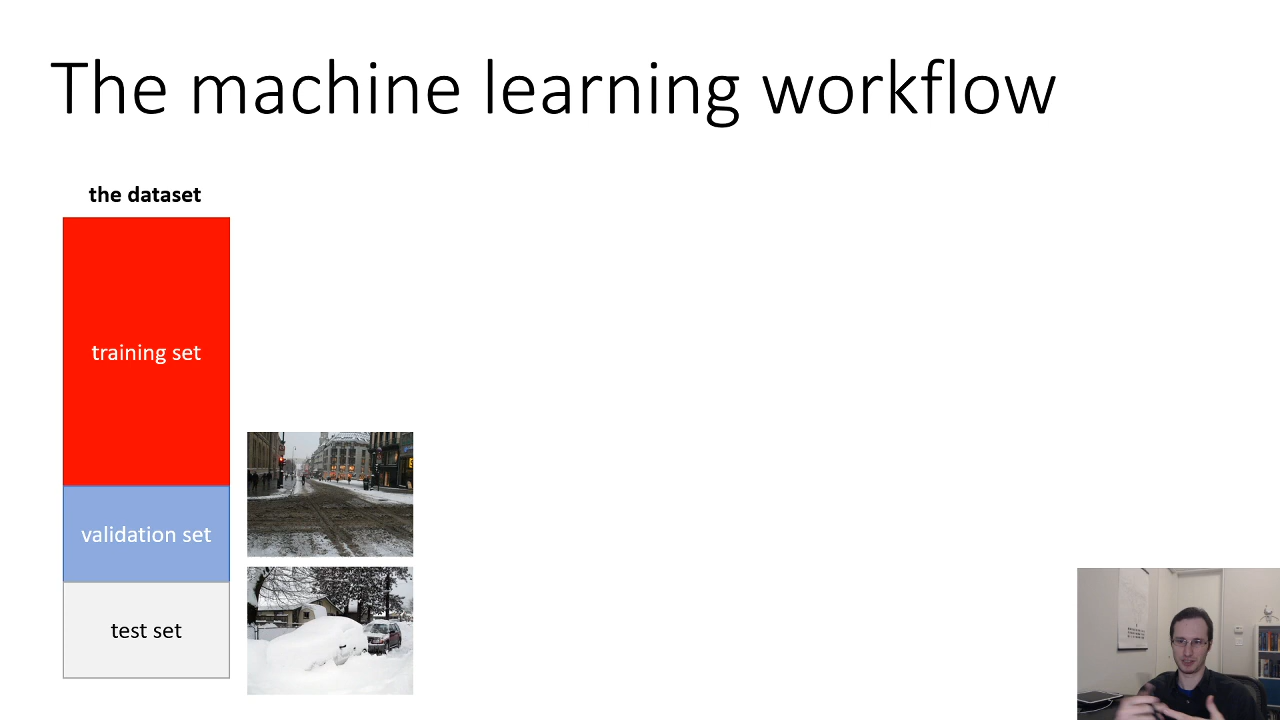 The machine learning workflow
the dataset
training set
validation set
test set